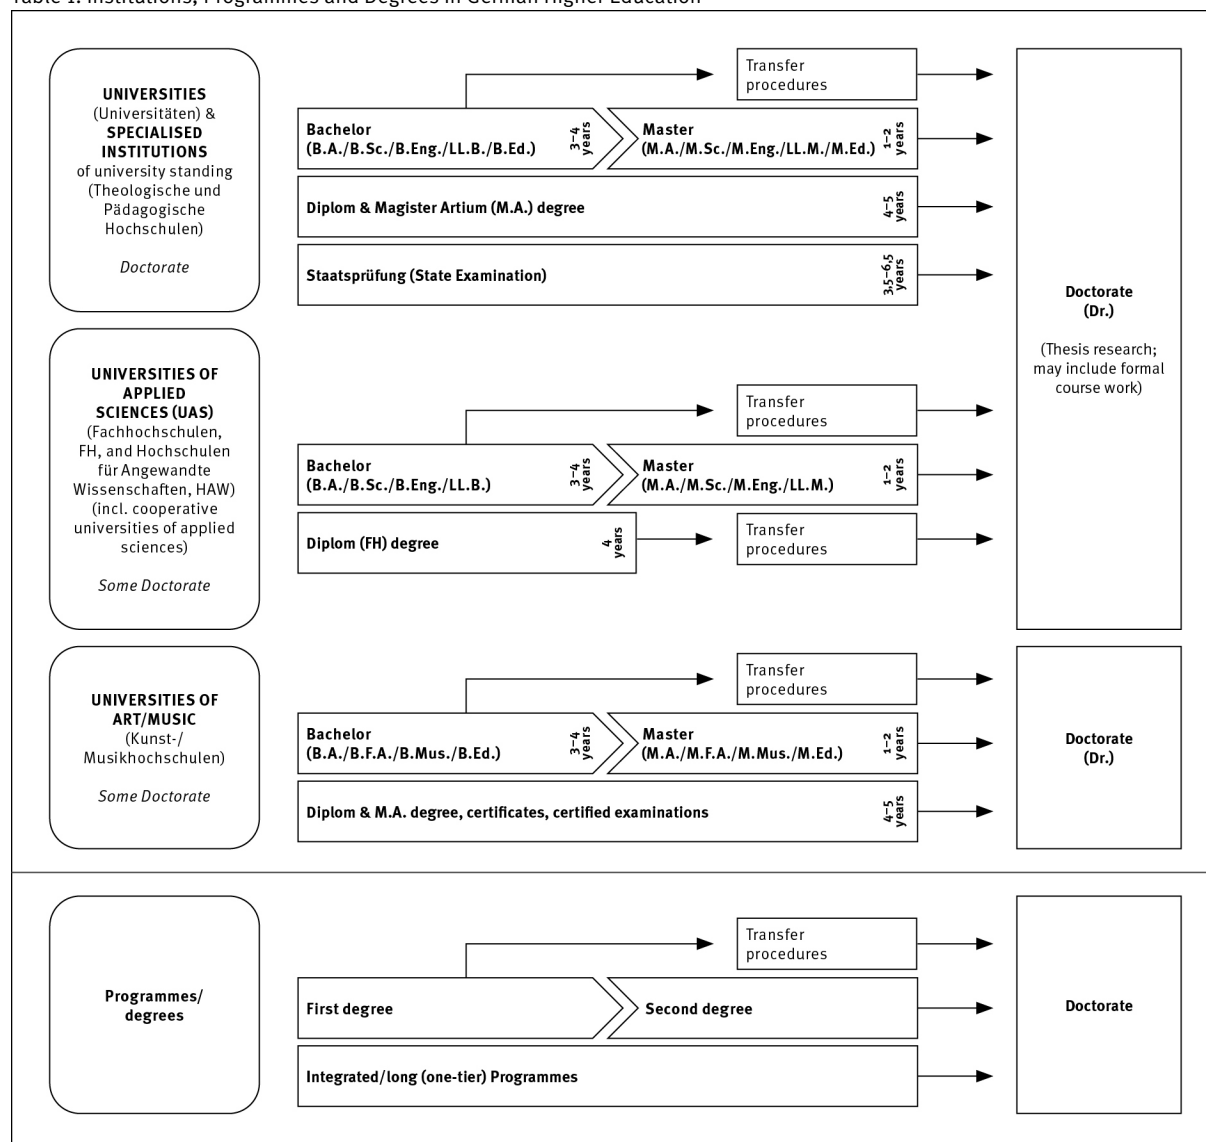 Table 1: Institutions, Programmes and Degrees in German Higher Education
UNIVERSITIES
(Universitäten) &
SPECIALISED
INSTITUTIONS
of university standing
(Theologische und
Pädagogische
Hochschulen)
Doctorate
Transfer
procedures
Bachelor
(B.A./B.Sc./B.Eng./LL.B./B.Ed.)
3–4
years
Master
(M.A./M.Sc./M.Eng./LL.M./M.Ed.)
1–2
years
Diplom & Magister Artium (M.A.) degree
4–5
years
Staatsprüfung (State Examination)
3,5–6,5
years
Doctorate
(Dr.)
(Thesis research;
may include formal
course work)
UNIVERSITIES OF
APPLIED
SCIENCES (UAS)
(Fachhochschulen,
FH, and Hochschulen
für Angewandte
Wissenschaften, HAW)
(incl. cooperative
universities of applied
sciences)
Some Doctorate
Transfer
procedures
Bachelor
(B.A./B.Sc./B.Eng./LL.B.)
3–4
years
Master
(M.A./M.Sc./M.Eng./LL.M.)
1–2
years
Diplom (FH) degree
4
years
Transfer
procedures
UNIVERSITIES OF
ART/MUSIC
(Kunst-/
Musikhochschulen)
Some Doctorate
Transfer
procedures
Bachelor
(B.A./B.F.A./B.Mus./B.Ed.)
3–4
years
Master
(M.A./M.F.A./M.Mus./M.Ed.)
1–2
years
Diplom & M.A. degree, certificates, certified examinations
4–5
years
Doctorate
(Dr.)
Programmes/
degrees
Transfer
procedures
First degree
Second degree
Integrated/long (one-tier) Programmes
Doctorate